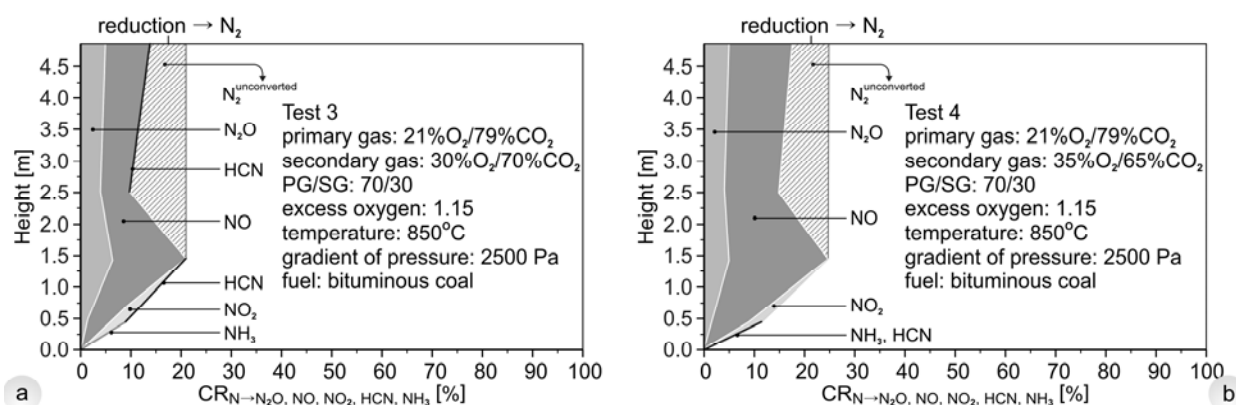 reduction → N₂
4.5
4.0
3.5
3.0
2.5
2.0
1.5
1.0
0.5
0.0
Height [m]
N₂ᵘⁿᶜᵒⁿᵛᵉʳᵗᵉᵈ
N₂O
HCN
NO
HCN
NO₂
NH₃
Test 3
primary gas: 21%O₂/79%CO₂
secondary gas: 30%O₂/70%CO₂
PG/SG: 70/30
excess oxygen: 1.15
temperature: 850°C
gradient of pressure: 2500 Pa
fuel: bituminous coal
0 10 20 30 40 50 60 70 80 90 100
CR N→N₂O, NO, NO₂, HCN, NH₃ [%]
a
reduction → N₂
4.5
4.0
3.5
3.0
2.5
2.0
1.5
1.0
0.5
0.0
Height [m]
N₂ᵘⁿᶜᵒⁿᵛᵉʳᵗᵉᵈ
N₂O
NO
NO₂
NH₃, HCN
Test 4
primary gas: 21%O₂/79%CO₂
secondary gas: 35%O₂/65%CO₂
PG/SG: 70/30
excess oxygen: 1.15
temperature: 850°C
gradient of pressure: 2500 Pa
fuel: bituminous coal
0 10 20 30 40 50 60 70 80 90 100
CR N→N₂O, NO, NO₂, HCN, NH₃ [%]
b